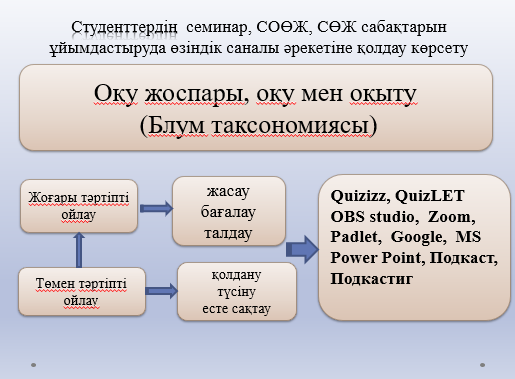 Студенттердің семинар, СОӨЖ, СӨЖ сабақтарын
ұйымдастыруда өзіндік саналы әрекетіне қолдау көрсету
Оқу жоспары, оқу мен оқыту
(Блум таксономиясы)
Жоғары тәртіпті
ойлау
жасау
бағалау
талдау
Төмен тәртіпті
ойлау
қолдану
түсіну
есте сақтау
Quizizz, QuizLET
OBS studio, Zoom,
Padlet, Google, MS
Power Point, Подкаст,
Подкастиг